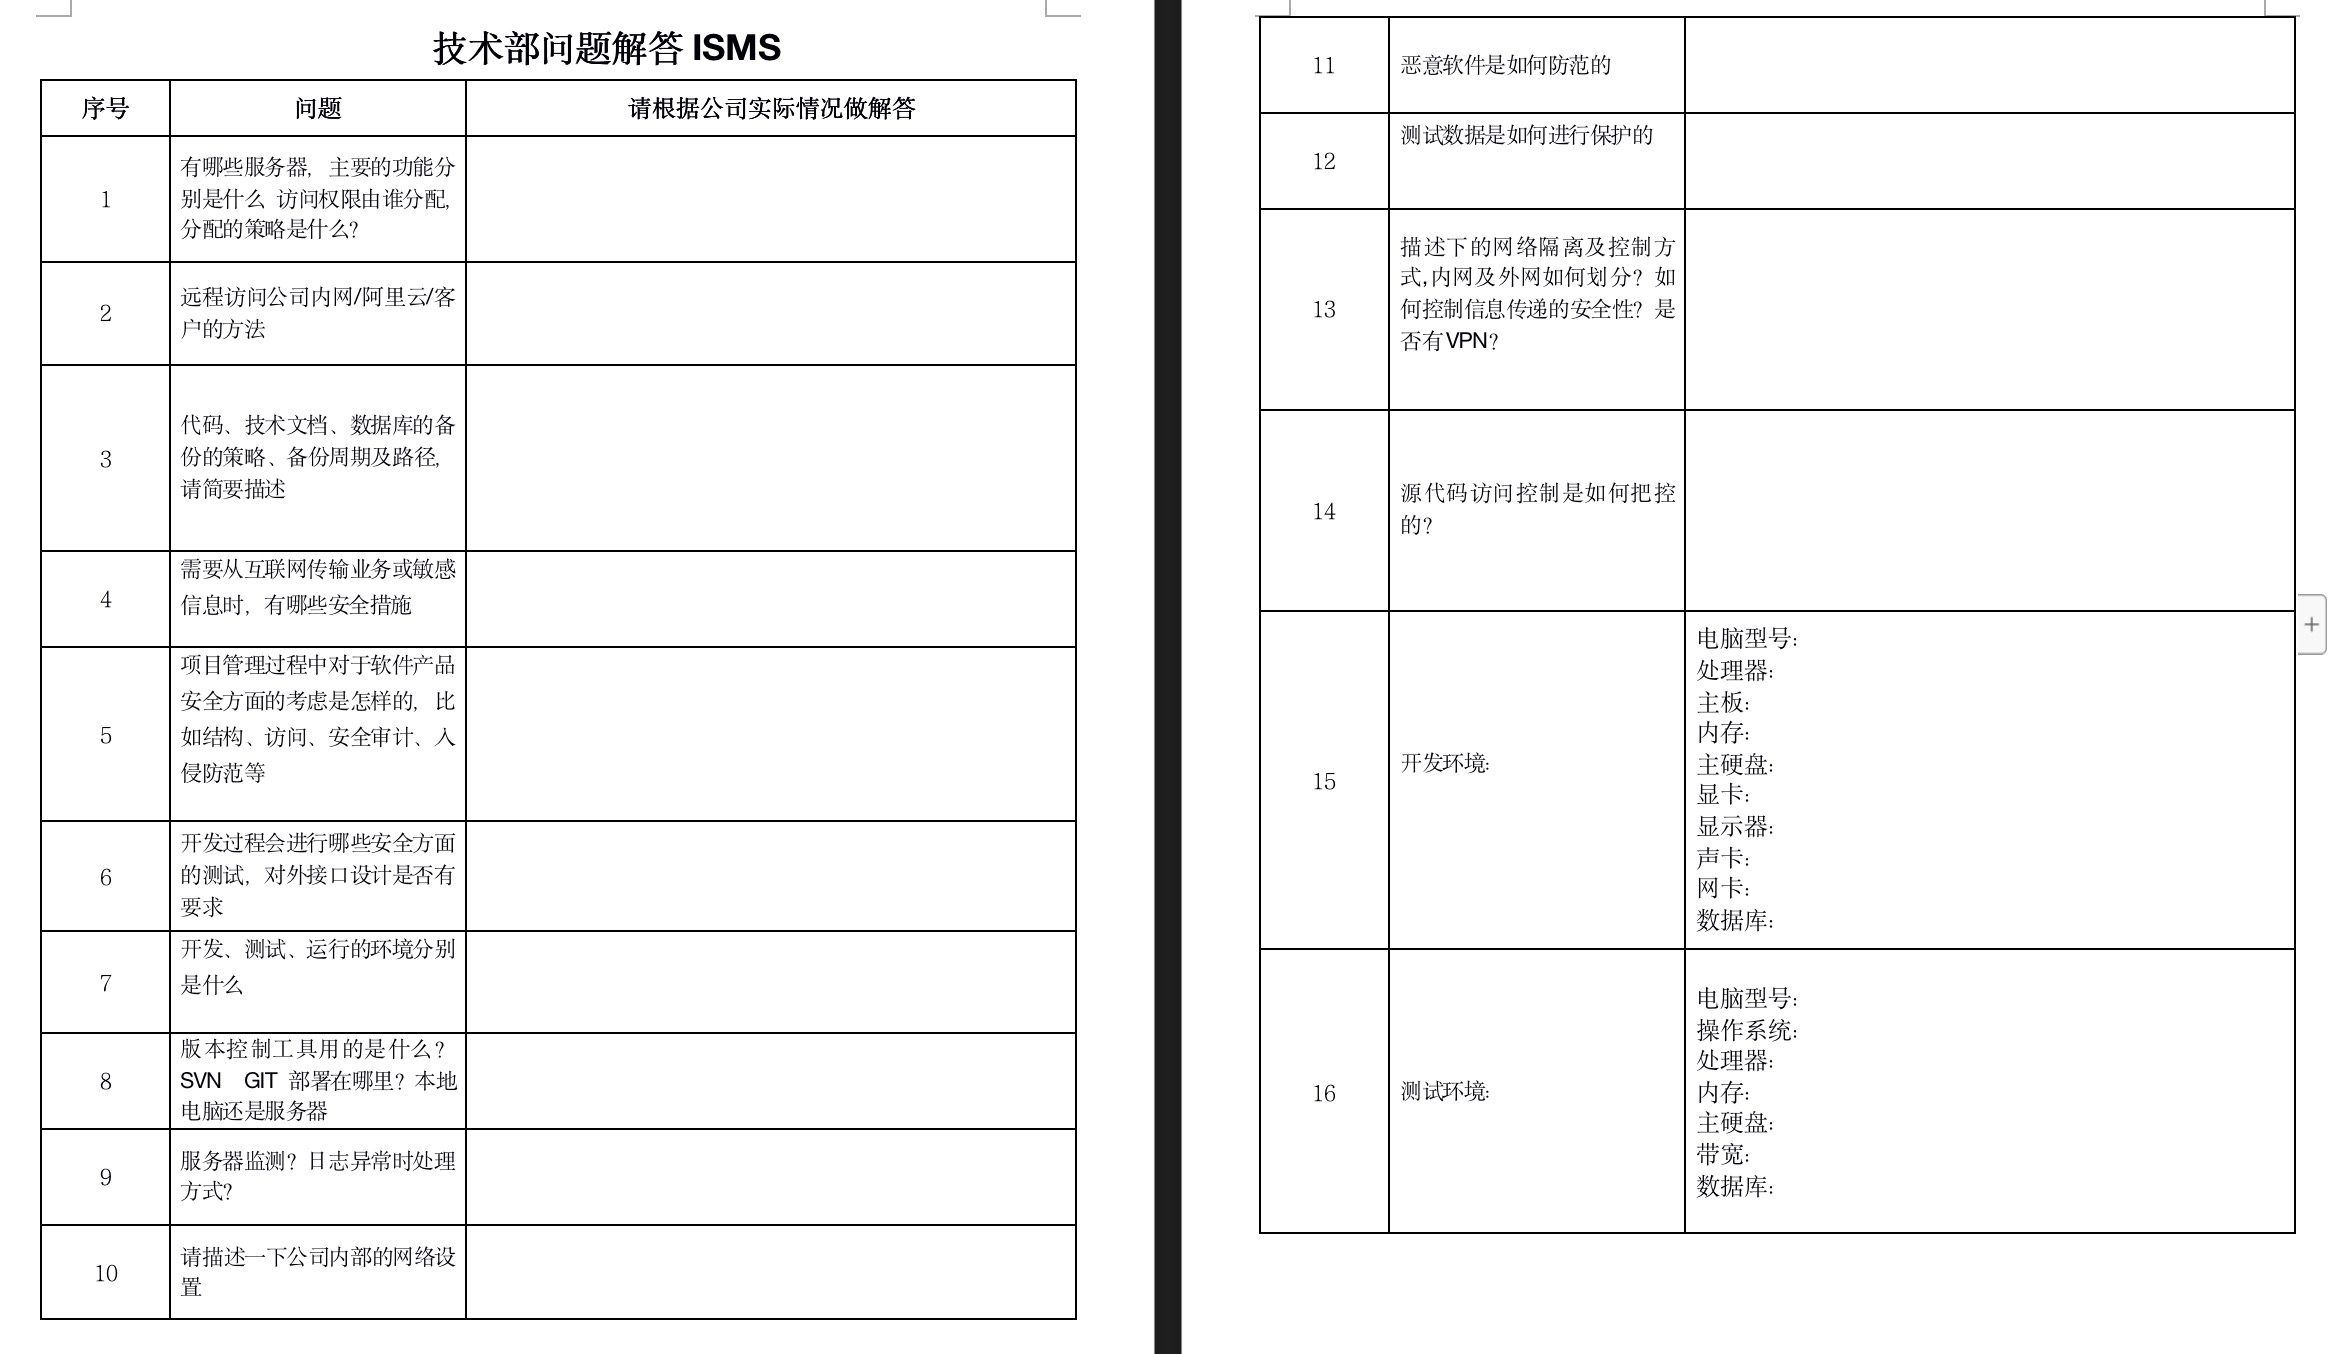 技术部问题解答 ISMS
序号 问题 请根据公司实际情况做解答
1
有哪些服务器，主要的功能分
别是什么 访问权限由谁分配,
分配的策略是什么？
2
远程访问公司内网/阿里云/客
户的方法
3
代码、技术文档、数据库的备
份的策略、备份周期及路径，
请简要描述
4
需要从互联网传输业务或敏感
信息时，有哪些安全措施
5
项目管理过程中对于软件产品
安全方面的考虑是怎样的，比
如结构、访问、安全审计、入
侵防范等
6
开发过程会进行哪些安全方面
的测试，对外接口设计是否有
要求
7
开发、测试、运行的环境分别
是什么
8
版本控制工具用的是什么？
SVN GIT 部署在哪里？本地
电脑还是服务器
9
服务器监测？日志异常时处理
方式？
10
请描述一下公司内部的网络设
置
11
恶意软件是如何防范的
12
测试数据是如何进行保护的
13
描述下的网络隔离及控制方
式,内网及外网如何划分？如
何控制信息传递的安全性？是
否有 VPN？
14
源代码访问控制是如何把控
的？
15
开发环境：
电脑型号：
处理器：
主板：
内存：
主硬盘：
显卡：
显示器：
声卡：
网卡：
数据库：
16
测试环境：
电脑型号：
操作系统：
处理器：
内存：
主硬盘：
带宽：
数据库：